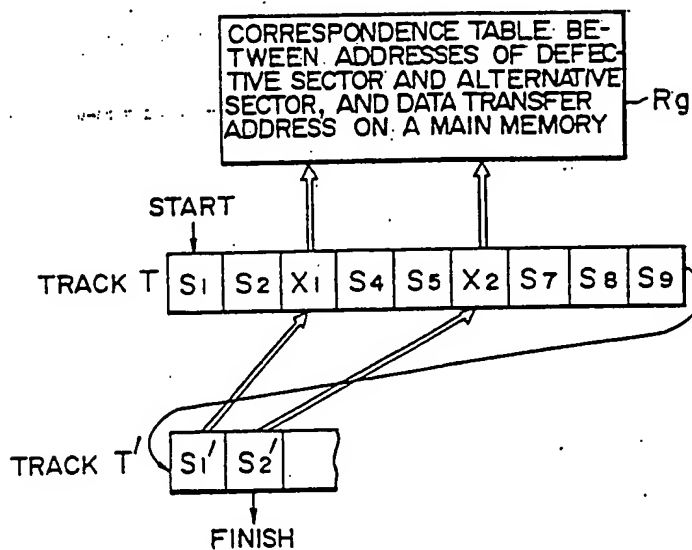 CORRESPONDENCE TABLE BE-
TWEEN ADDRESSES OF DEFEC-
TIVE SECTOR AND ALTERNATIVE
SECTOR, AND DATA TRANSFER
ADDRESS ON A MAIN MEMORY
Rg
START
TRACK T S1 S2 X1 S4 S5 X2 S7 S8 S9
TRACK T' S1' S2'
FINISH